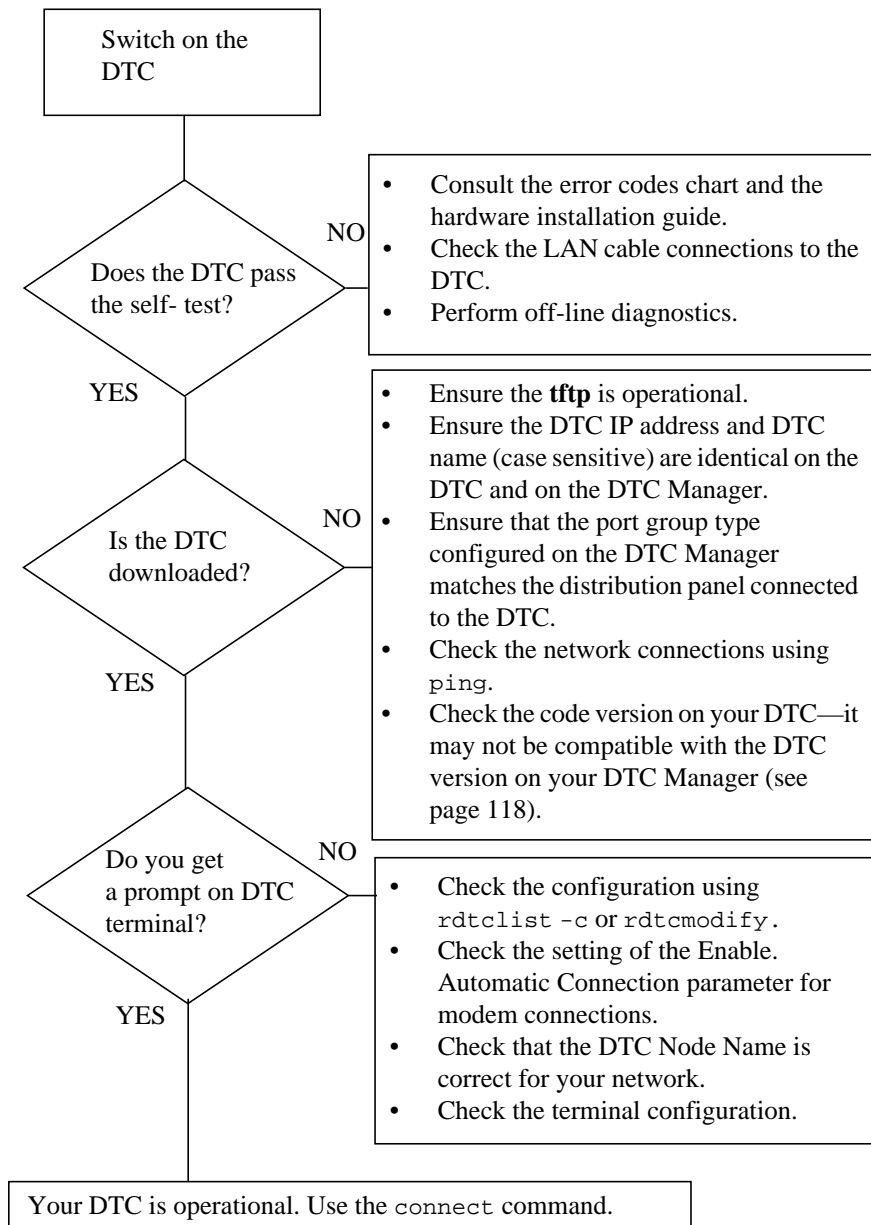 Switch on the
DTC
• Consult the error codes chart and the
hardware installation guide.
• Check the LAN cable connections to the
DTC.
• Perform off-line diagnostics.
NO
Does the DTC pass
the self- test?
YES
• Ensure the tftp is operational.
• Ensure the DTC IP address and DTC
name (case sensitive) are identical on the
DTC and on the DTC Manager.
• Ensure that the port group type
configured on the DTC Manager
matches the distribution panel connected
to the DTC.
• Check the network connections using
ping.
• Check the code version on your DTC—it
may not be compatible with the DTC
version on your DTC Manager (see
page 118).
NO
Is the DTC
downloaded?
YES
NO
Do you get
a prompt on DTC
terminal?
• Check the configuration using
rdtclist -c or rdtcmodify.
• Check the setting of the Enable.
Automatic Connection parameter for
modem connections.
• Check that the DTC Node Name is
correct for your network.
• Check the terminal configuration.
YES
Your DTC is operational. Use the connect command.